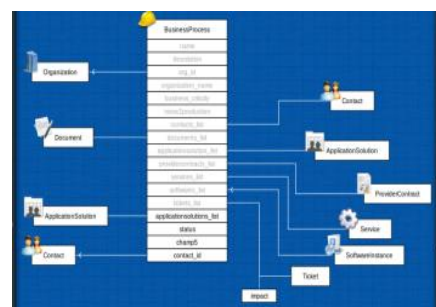 BusinessProcess
name
description
org_id
organization_name
business_criticity
move2production
contacts_list
documents_list
applicationsolution_list
providercontracts_list
services_list
softwares_list
tickets_list
applicationsolutions_list
status
champ5
contact_id
Organization
Document
ApplicationSolution
Contact
Contact
ApplicationSolution
ProviderContract
Service
SoftwareInstance
Ticket
Impact